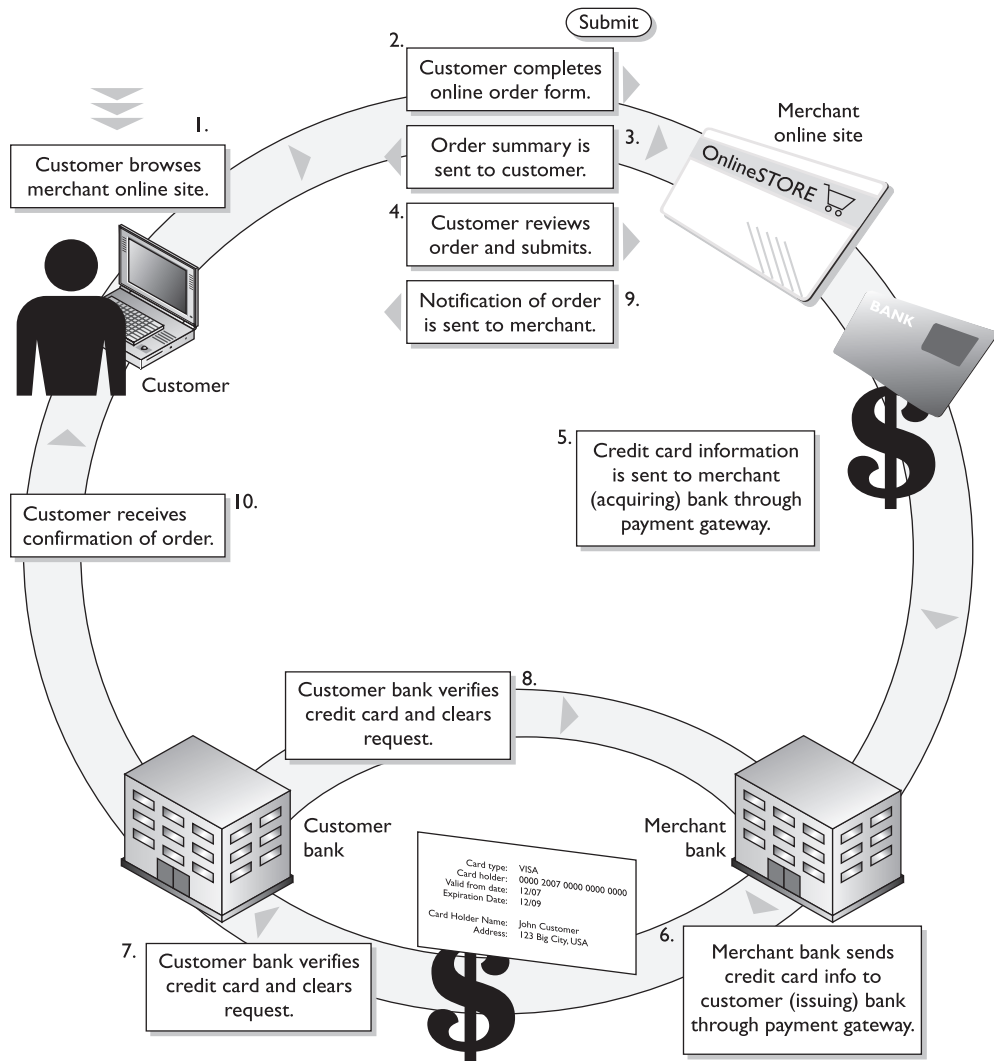 Submit
2.
Customer completes
online order form.
1.
Customer browses
merchant online site.
Order summary is
sent to customer.
3.
Merchant
online site
OnlineSTORE
4.
Customer reviews
order and submits.
Notification of order
is sent to merchant.
9.
BANK
Customer
5.
Credit card information
is sent to merchant
(acquiring) bank through
payment gateway.
10.
Customer receives
confirmation of order.
8.
Customer bank verifies
credit card and clears
request.
Customer
bank
Merchant
bank
Card type: VISA
Card holder: 0000 2007 0000 0000 0000
Valid from date: 12/07
Expiration Date: 12/09
Card Holder Name: John Customer
Address: 123 Big City, USA
7.
Customer bank verifies
credit card and clears
request.
6.
Merchant bank sends
credit card info to
customer (issuing) bank
through payment gateway.